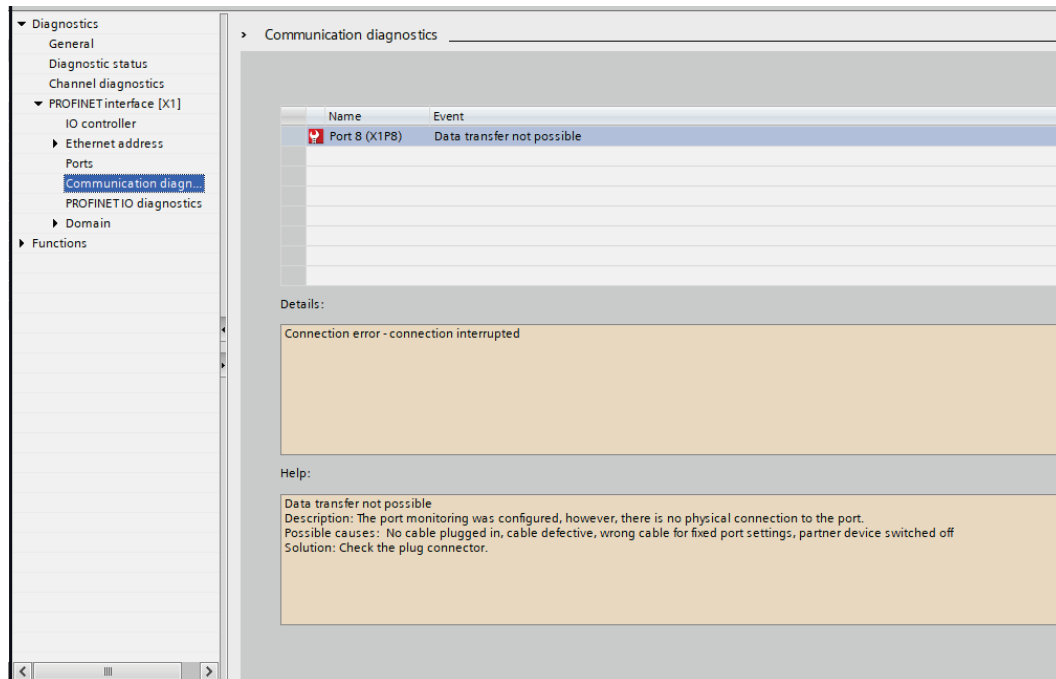 Diagnostics
General
Diagnostic status
Channel diagnostics
PROFINET interface [X1]
IO controller
Ethernet address
Ports
Communication diagn...
PROFINET IO diagnostics
Domain
Functions
Communication diagnostics
Name Event
Port 8 (X1P8) Data transfer not possible
Details:
Connection error - connection interrupted
Help:
Data transfer not possible
Description: The port monitoring was configured, however, there is no physical connection to the port.
Possible causes: No cable plugged in, cable defective, wrong cable for fixed port settings, partner device switched off
Solution: Check the plug connector.